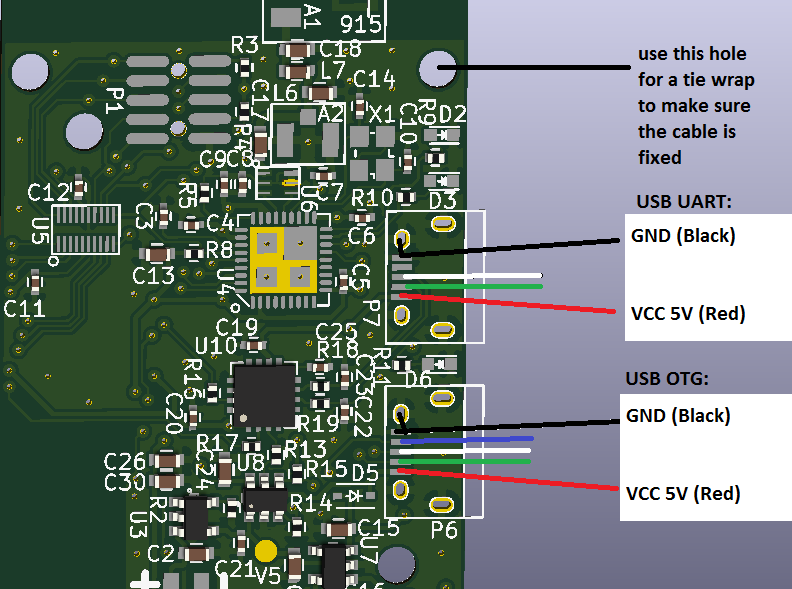 A1
915
R3
C18
L7
C14
use this hole
for a tie wrap
to make sure
the cable is
fixed
P1
C17
L6
A2
X1
C10
R9
D2
R4
C9
C8
C12
R5
U6
C7
R10
D3
USB UART:
U5
C3
C4
C6
GND (Black)
R8
C13
U4
C5
P7
C11
VCC 5V (Red)
C19
C25
U10
R18
R11
D6
USB OTG:
R16
C23
C20
C22
GND (Black)
R19
R17
R13
C26
C24
U8
R15
D5
C30
VCC 5V (Red)
R2
R14
U3
C15
P6
C2
U7
C21
V5
+